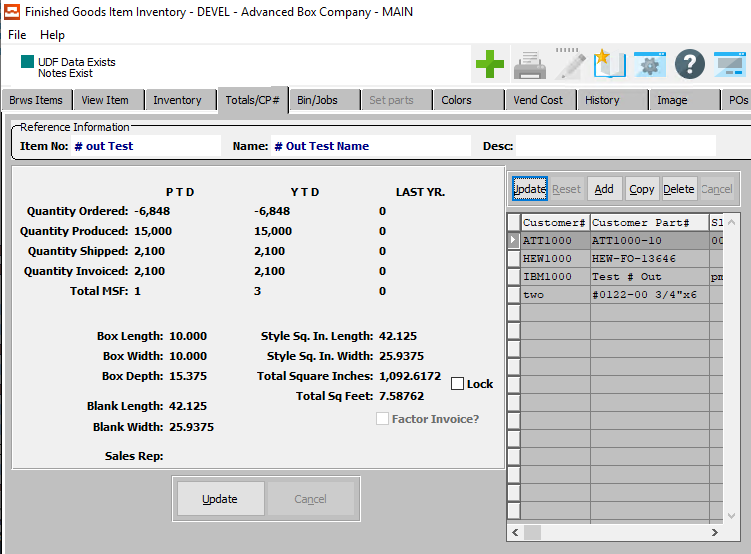 Finished Goods Item Inventory - DEVEL - Advanced Box Company - MAIN
File Help
UDF Data Exists
Notes Exist
Brws Items View Item Inventory Totals/CP# Bin/Jobs Set parts Colors Vend Cost History Image POs
Reference Information
Item No: # out Test Name: # Out Test Name Desc:
P T D Y T D LAST YR.
Quantity Ordered: -6,848 -6,848 0
Quantity Produced: 15,000 15,000 0
Quantity Shipped: 2,100 2,100 0
Quantity Invoiced: 2,100 2,100 0
Total MSF: 1 3 0
Box Length: 10.000 Style Sq. In. Length: 42.125
Box Width: 10.000 Style Sq. In. Width: 25.9375
Box Depth: 15.375 Total Square Inches: 1,092.6172 Lock
Total Sq Feet: 7.58762
Blank Length: 42.125
Factor Invoice?
Blank Width: 25.9375
Sales Rep:
Update Cancel
Update Reset Add Copy Delete Cancel
Customer# Customer Part# Sl
ATT1000 ATT1000-10 00
HEW1000 HEW-FO-13646
IBM1000 Test # Out pm
two #0122-00 3/4"x6